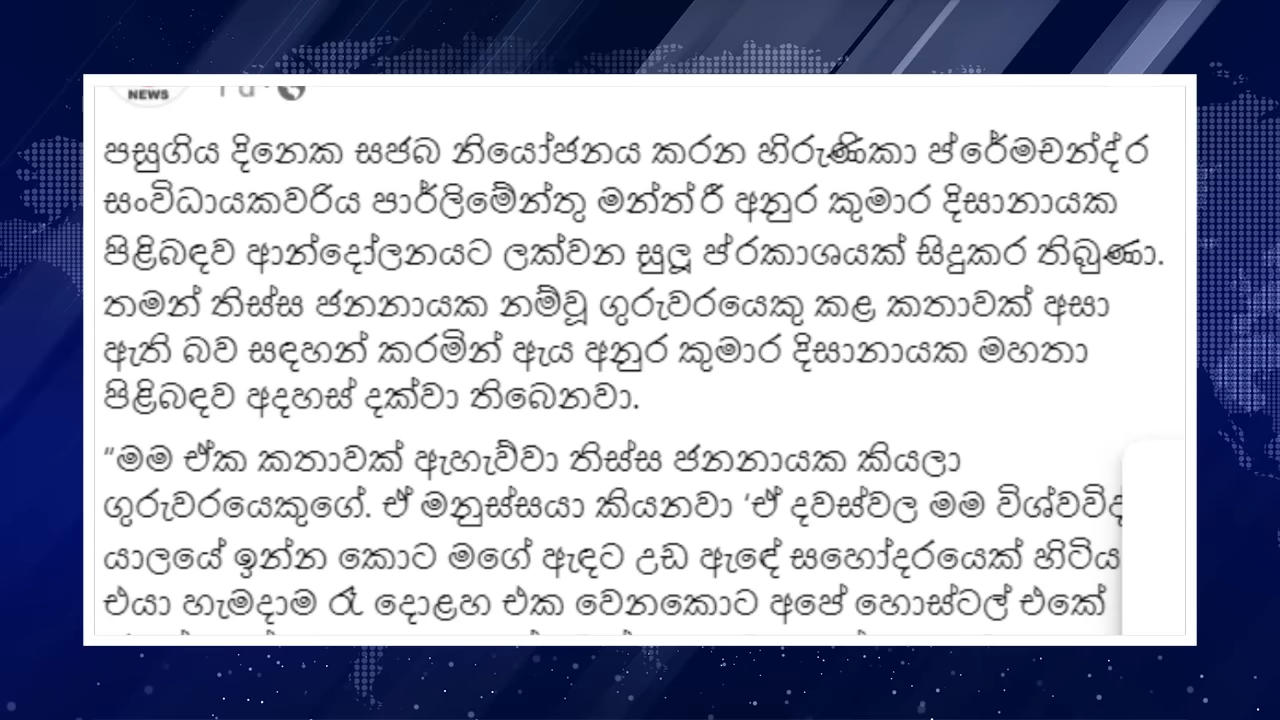 NEWS
පසුගිය දිනෙක සජබ නියෝජනය කරන හිරුණිකා ප්රේමචන්ද්ර
සංවිධායකවරිය පාර්ලිමේන්තු මන්ත්රී අනුර කුමාර දිසානායක
පිළිබඳව ආන්දෝලනයට ලක්වන සුලූ ප්රකාශයක් සිදුකර තිබුණා.
තමන් තිස්ස ජනනායක නම්වූ ගුරුවරයෙකු කළ කතාවක් අසා
ඇති බව සඳහන් කරමින් ඇය අනුර කුමාර දිසානායක මහතා
පිළිබඳව අදහස් දක්වා තිබෙනවා.
“මම ඒක කතාවක් ඇහැව්වා තිස්ස ජනනායක කියලා
ගුරුවරයෙකුගේ. ඒ මනුස්සයා කියනවා ‘ඒ දවස්වල මම විශ්වවිද
යාලයේ ඉන්න කොට මගේ ඇඳට උඩ ඇඳේ සහෝදරයෙක් හිටිය
එයා හැමදාම රෑ දොළහ එක වෙනකොට අපේ හොස්ටල් එකේ